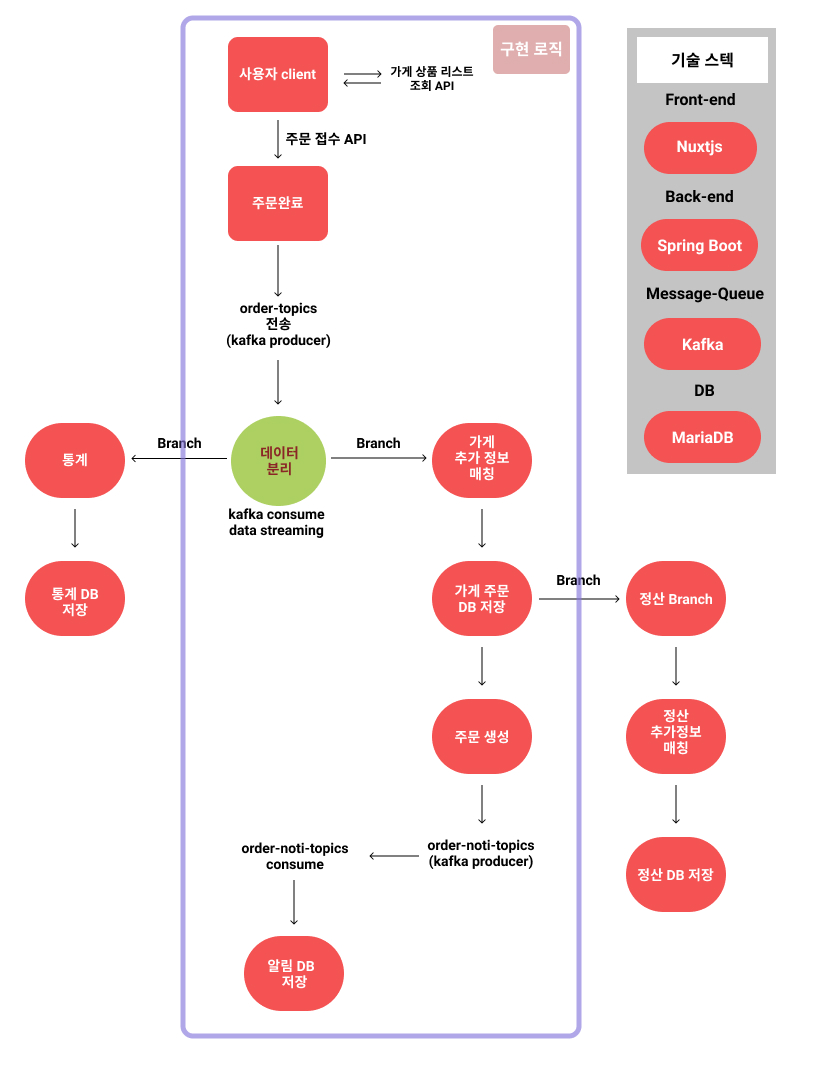 구현 로직
사용자 client
가게 상품 리스트
조회 API
주문 접수 API
주문완료
order-topics
전송
(kafka producer)
통계
Branch
데이터
분리
Branch
가게
추가 정보
매칭
kafka consume
data streaming
통계 DB
저장
가게 주문
DB 저장
Branch
정산 Branch
주문 생성
정산
추가정보
매칭
order-noti-topics
(kafka producer)
order-noti-topics
consume
정산 DB 저장
알림 DB
저장
기술 스텍
Front-end
Nuxtjs
Back-end
Spring Boot
Message-Queue
Kafka
DB
MariaDB